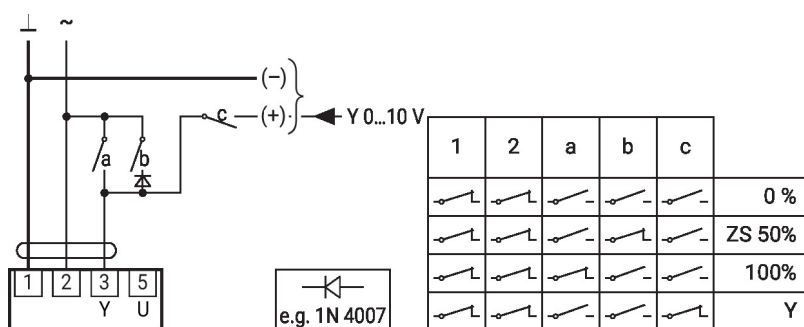 ⊥ ~
(–)
c (+) Y 0...10 V
a b
1 2 3 5
Y U
e.g. 1N 4007
1 2 a b c
0 %
ZS 50%
100%
Y